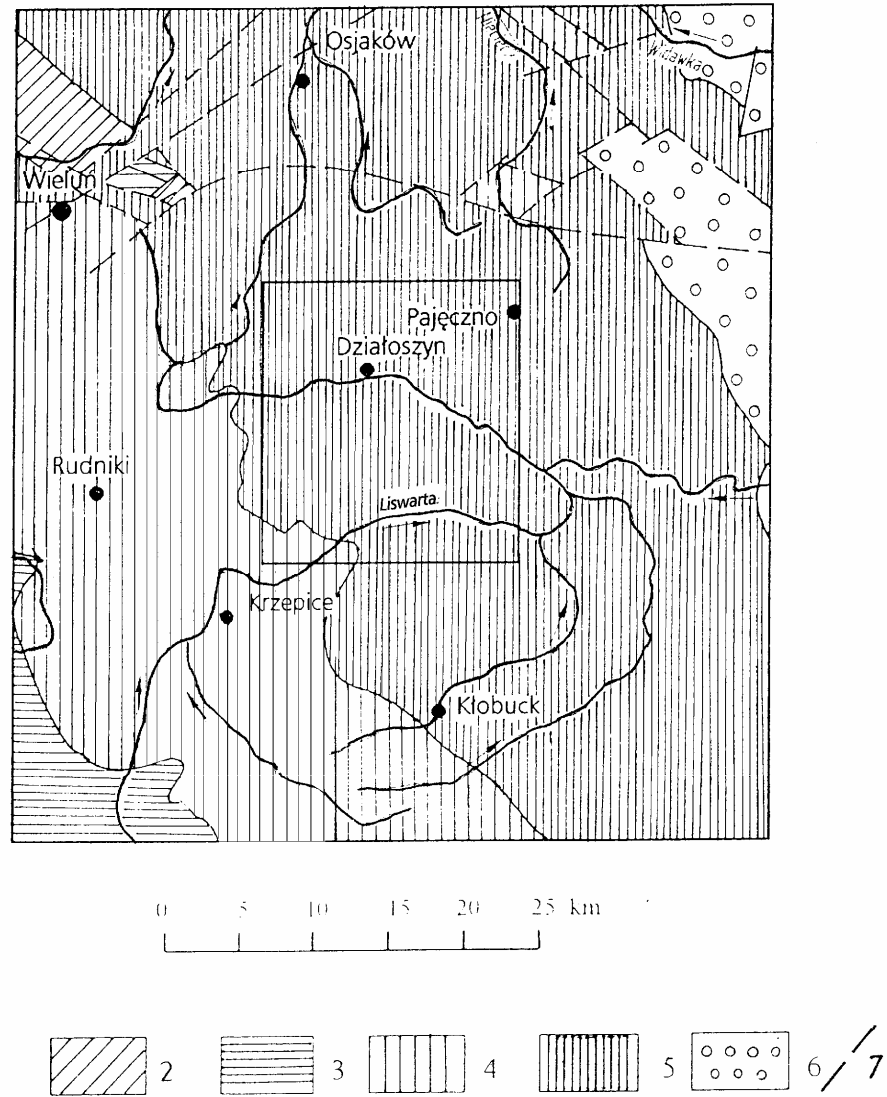 Osjaków
Widawka
Wieluń
Pajęczno
Działoszyn
Rudniki
Liswarta
Krzepice
Kłobuck
0 5 10 15 20 25 km
2 3 4 5 6 7